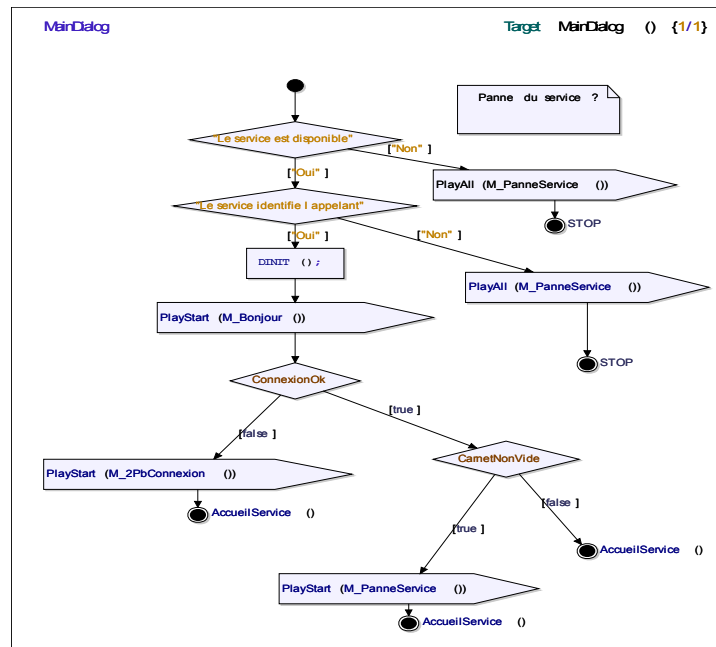 MainDialog
Target MainDialog () {1/1}
Panne du service ?
"Le service est disponible"
["Non" ]
["Oui" ]
PlayAll (M_PanneService ())
"Le service identifie l appelant"
STOP
["Oui" ]
["Non" ]
DINIT () ;
PlayAll (M_PanneService ())
PlayStart (M_Bonjour ())
STOP
ConnexionOk
[true ]
[false ]
CarnetNonVide
PlayStart (M_2PbConnexion ())
[false ]
AccueilService ()
[true ]
AccueilService ()
PlayStart (M_PanneService ())
AccueilService ()